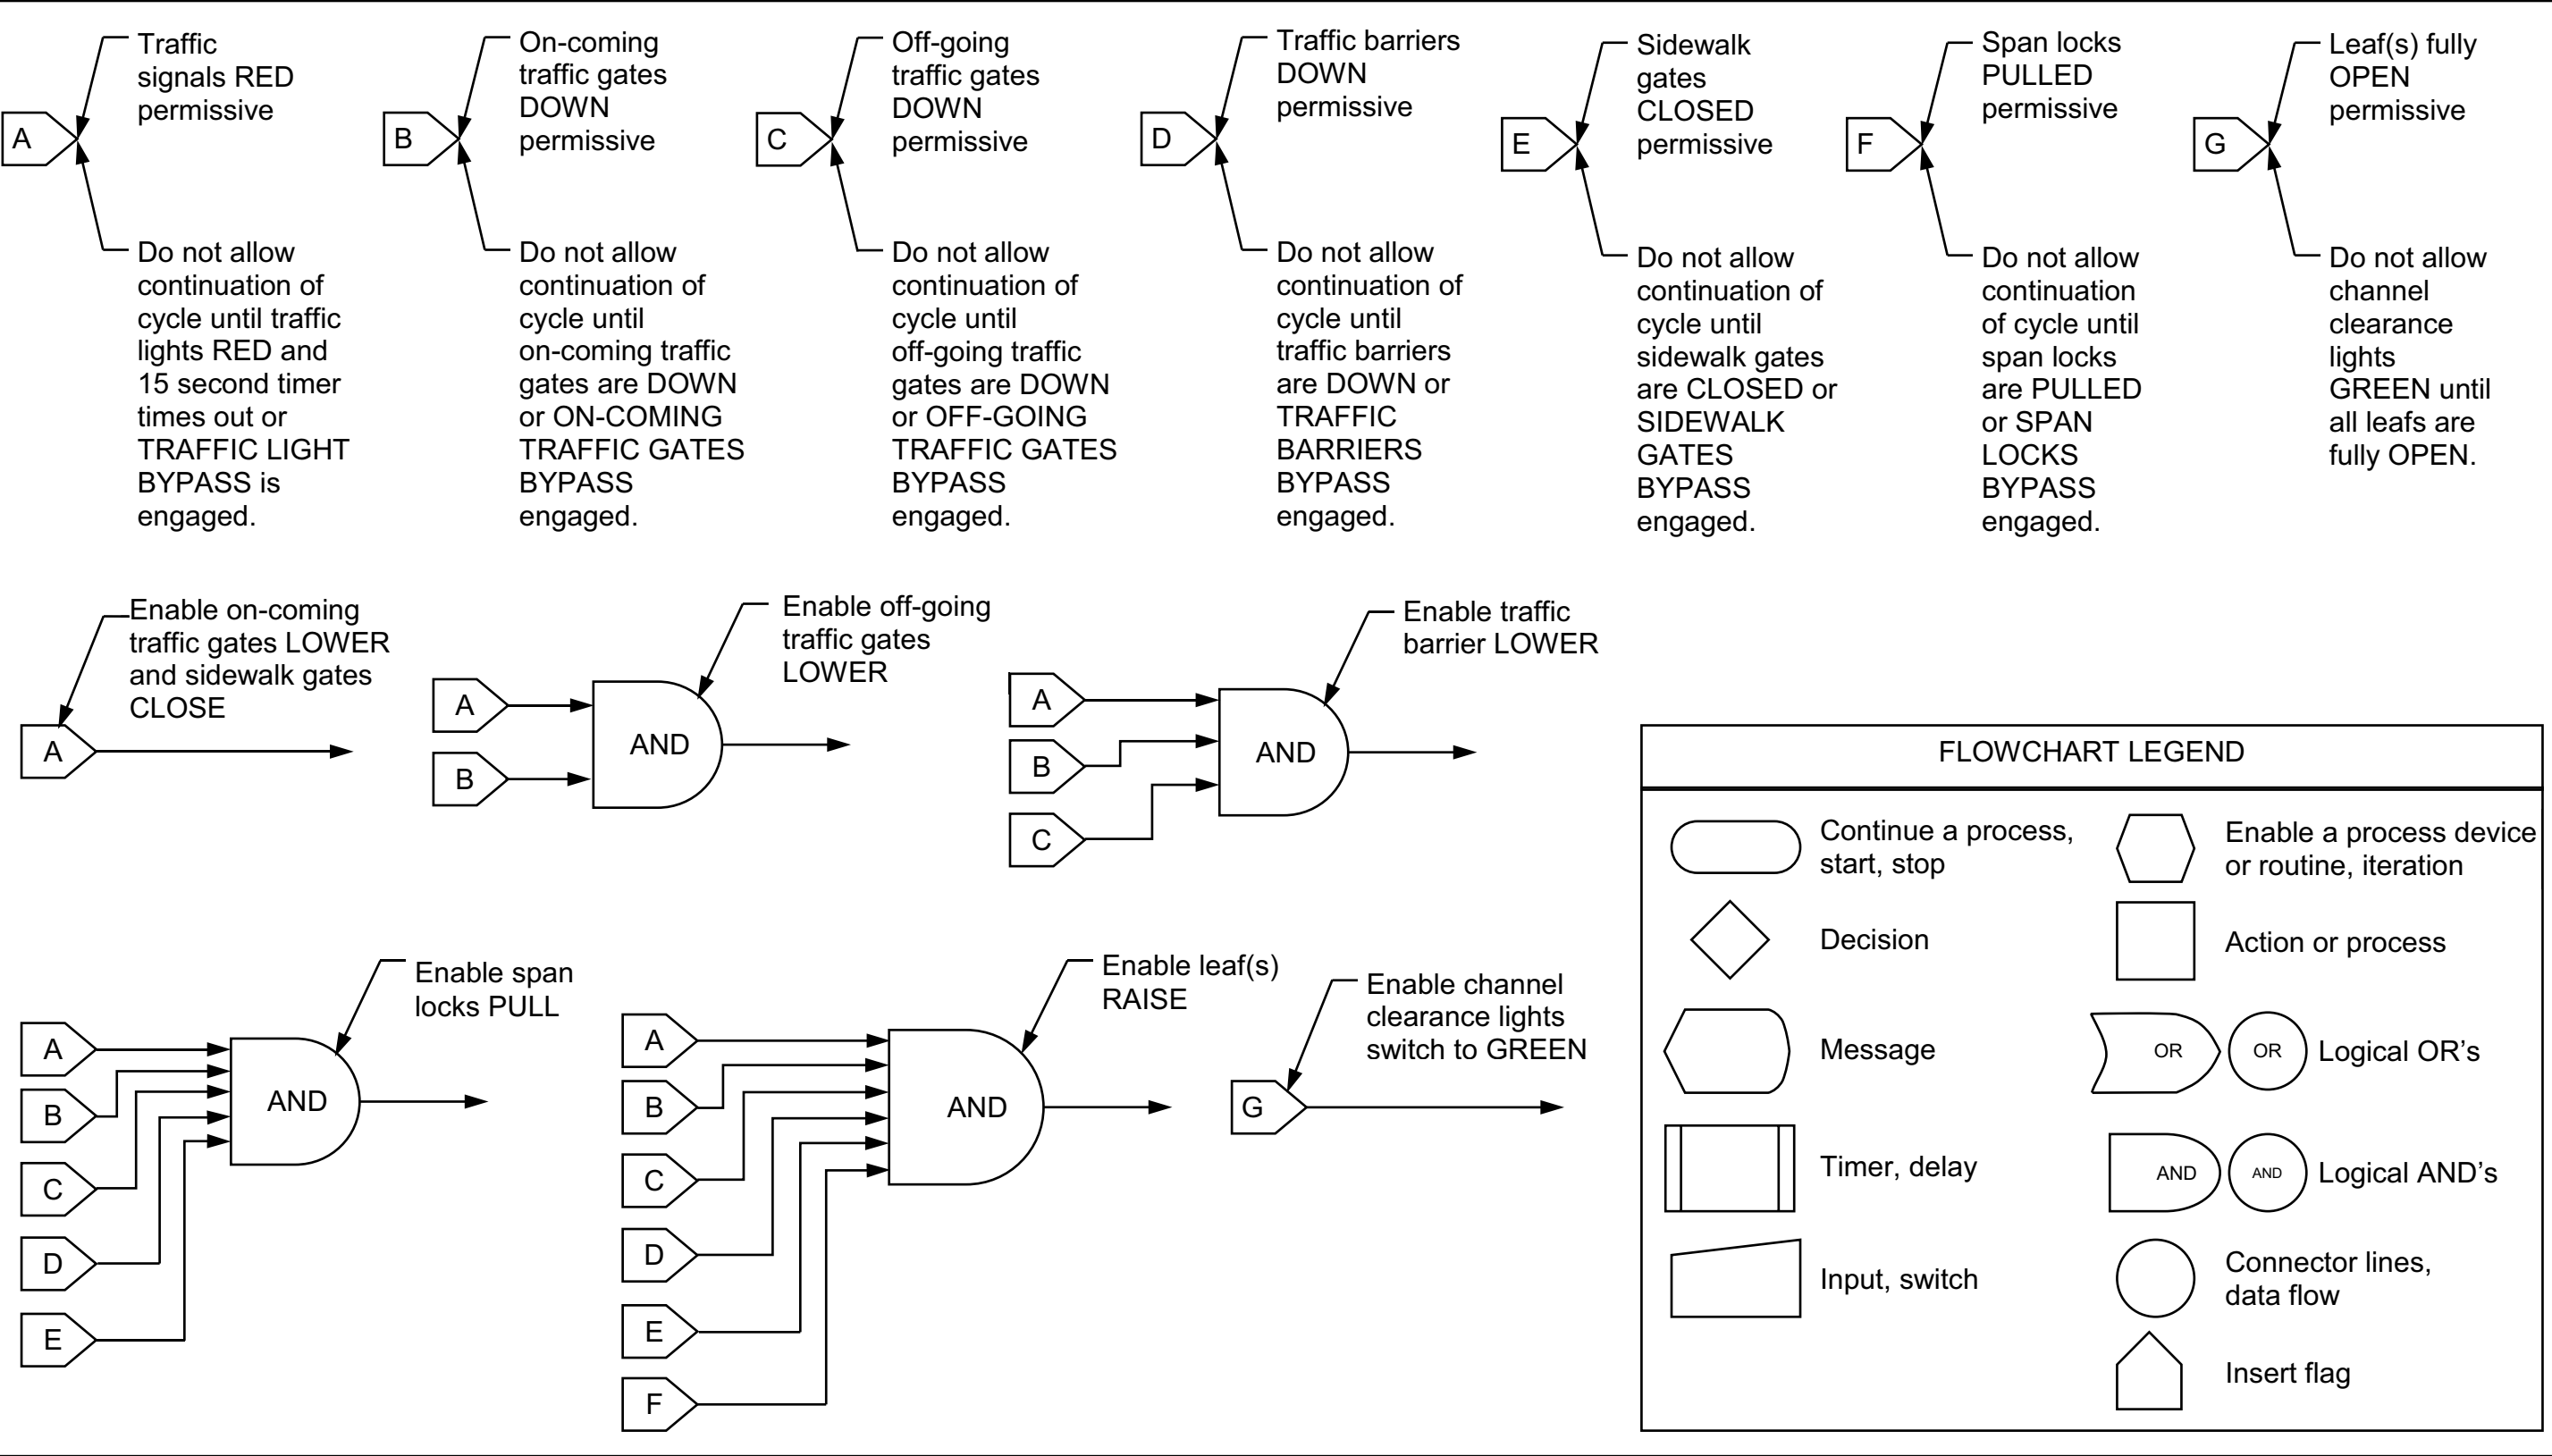 A
Traffic
signals RED
permissive
Do not allow
continuation of
cycle until traffic
lights RED and
15 second timer
times out or
TRAFFIC LIGHT
BYPASS is
engaged.
B
On-coming
traffic gates
DOWN
permissive
Do not allow
continuation of
cycle until
on-coming traffic
gates are DOWN
or ON-COMING
TRAFFIC GATES
BYPASS
engaged.
C
Off-going
traffic gates
DOWN
permissive
Do not allow
continuation of
cycle until
off-going traffic
gates are DOWN
or OFF-GOING
TRAFFIC GATES
BYPASS
engaged.
D
Traffic barriers
DOWN
permissive
Do not allow
continuation of
cycle until
traffic barriers
are DOWN or
TRAFFIC
BARRIERS
BYPASS
engaged.
E
Sidewalk
gates
CLOSED
permissive
Do not allow
continuation of
cycle until
sidewalk gates
are CLOSED or
SIDEWALK
GATES
BYPASS
engaged.
F
Span locks
PULLED
permissive
Do not allow
continuation
of cycle until
span locks
are PULLED
or SPAN
LOCKS
BYPASS
engaged.
G
Leaf(s) fully
OPEN
permissive
Do not allow
channel
clearance
lights
GREEN until
all leafs are
fully OPEN.
Enable on-coming
traffic gates LOWER
and sidewalk gates
CLOSE
A
Enable off-going
traffic gates
LOWER
A
B
AND
Enable traffic
barrier LOWER
A
B
C
AND
Enable span
locks PULL
A
B
C
D
E
AND
Enable leaf(s)
RAISE
A
B
C
D
E
F
AND
Enable channel
clearance lights
switch to GREEN
G
FLOWCHART LEGEND
Continue a process,
start, stop
Enable a process device
or routine, iteration
Decision
Action or process
Message
OR
OR
Logical OR's
Timer, delay
AND
AND
Logical AND's
Input, switch
Connector lines,
data flow
Insert flag